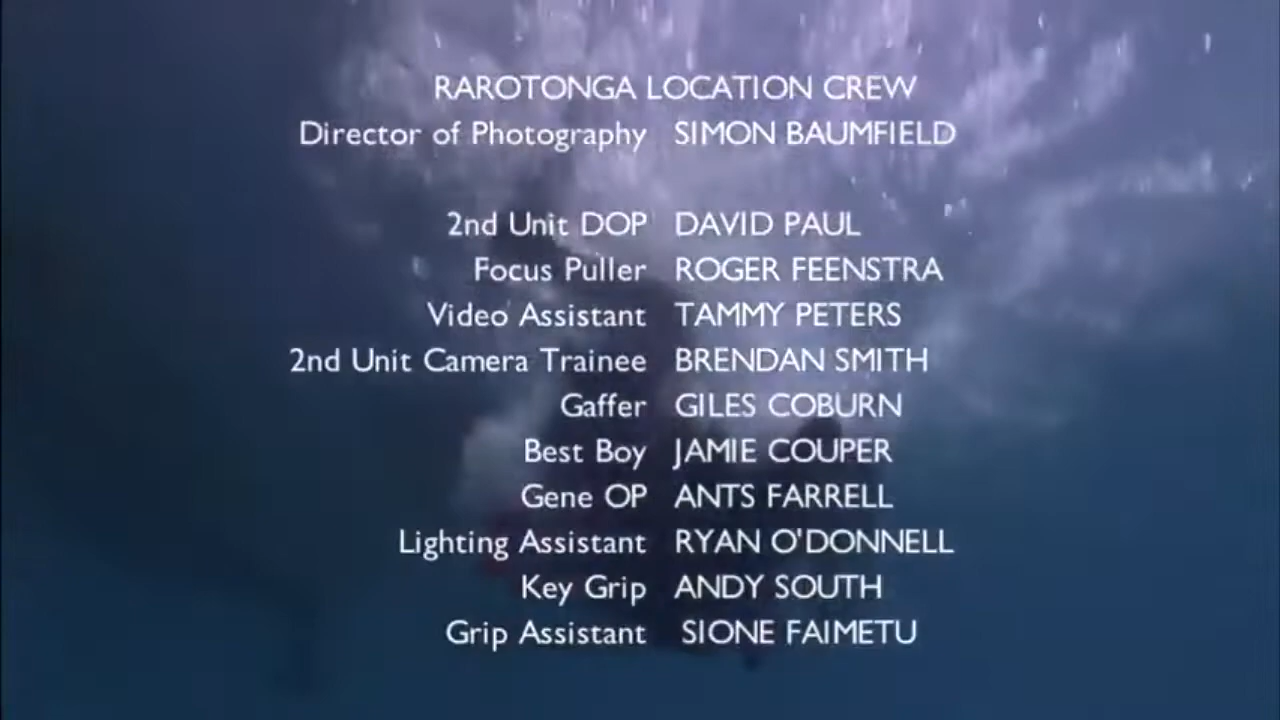 RAROTONGA LOCATION CREW
Director of Photography SIMON BAUMFIELD
2nd Unit DOP DAVID PAUL
Focus Puller ROGER FEENSTRA
Video Assistant TAMMY PETERS
2nd Unit Camera Trainee BRENDAN SMITH
Gaffer GILES COBURN
Best Boy JAMIE COUPER
Gene OP ANTS FARRELL
Lighting Assistant RYAN O'DONNELL
Key Grip ANDY SOUTH
Grip Assistant SIONE FAIMETU